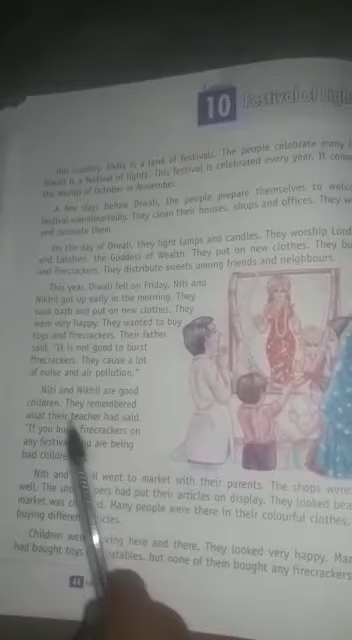 10 Festival of
Our country, India is a land of festivals. The people celebrate many
Diwali is a festival of lights. This festival is celebrated every year. It
the month of October or November.
A few days before Diwali, the people prepare themselves to
festival wholeheartedly. They clean their houses, shops and offices. They
and decorate them.
On the day of Diwali, they light lamps and candles. They worship Lord
and Lakshmi, the Goddess of Wealth. They put on new clothes. They
and firecrackers. They distribute sweets among friends and neighbours.
This year, Diwali fell on Friday. Niti and
Nikhil got up early in the morning. They
took bath and put on new clothes. They
were very happy. They wanted to buy
toys and firecrackers. Their father
said, "It is not good to burst
firecrackers. They cause a lot
of noise and air pollution."
Niti and Nikhil are good
children. They remembered
what their teacher had said,
"If you firecrackers on
any you are being
bad
Niti and went to market with their parents. The shops were
well. The had put their articles on display. They looked
market was Many people were there in their colourful clothes,
buying
Children here and there. They looked very happy.
had bought toys but none of them bought any firecrackers